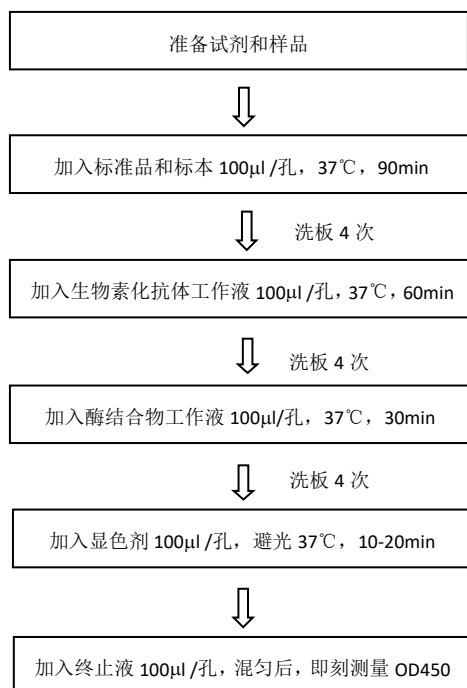 准备试剂和样品
加入标准品和标本 100μl /孔，37℃，90min
洗板 4 次
加入生物素化抗体工作液 100μl /孔，37℃，60min
洗板 4 次
加入酶结合物工作液 100μl/孔，37℃，30min
洗板 4 次
加入显色剂 100μl /孔，避光 37℃，10-20min
加入终止液 100μl /孔，混匀后，即刻测量 OD450